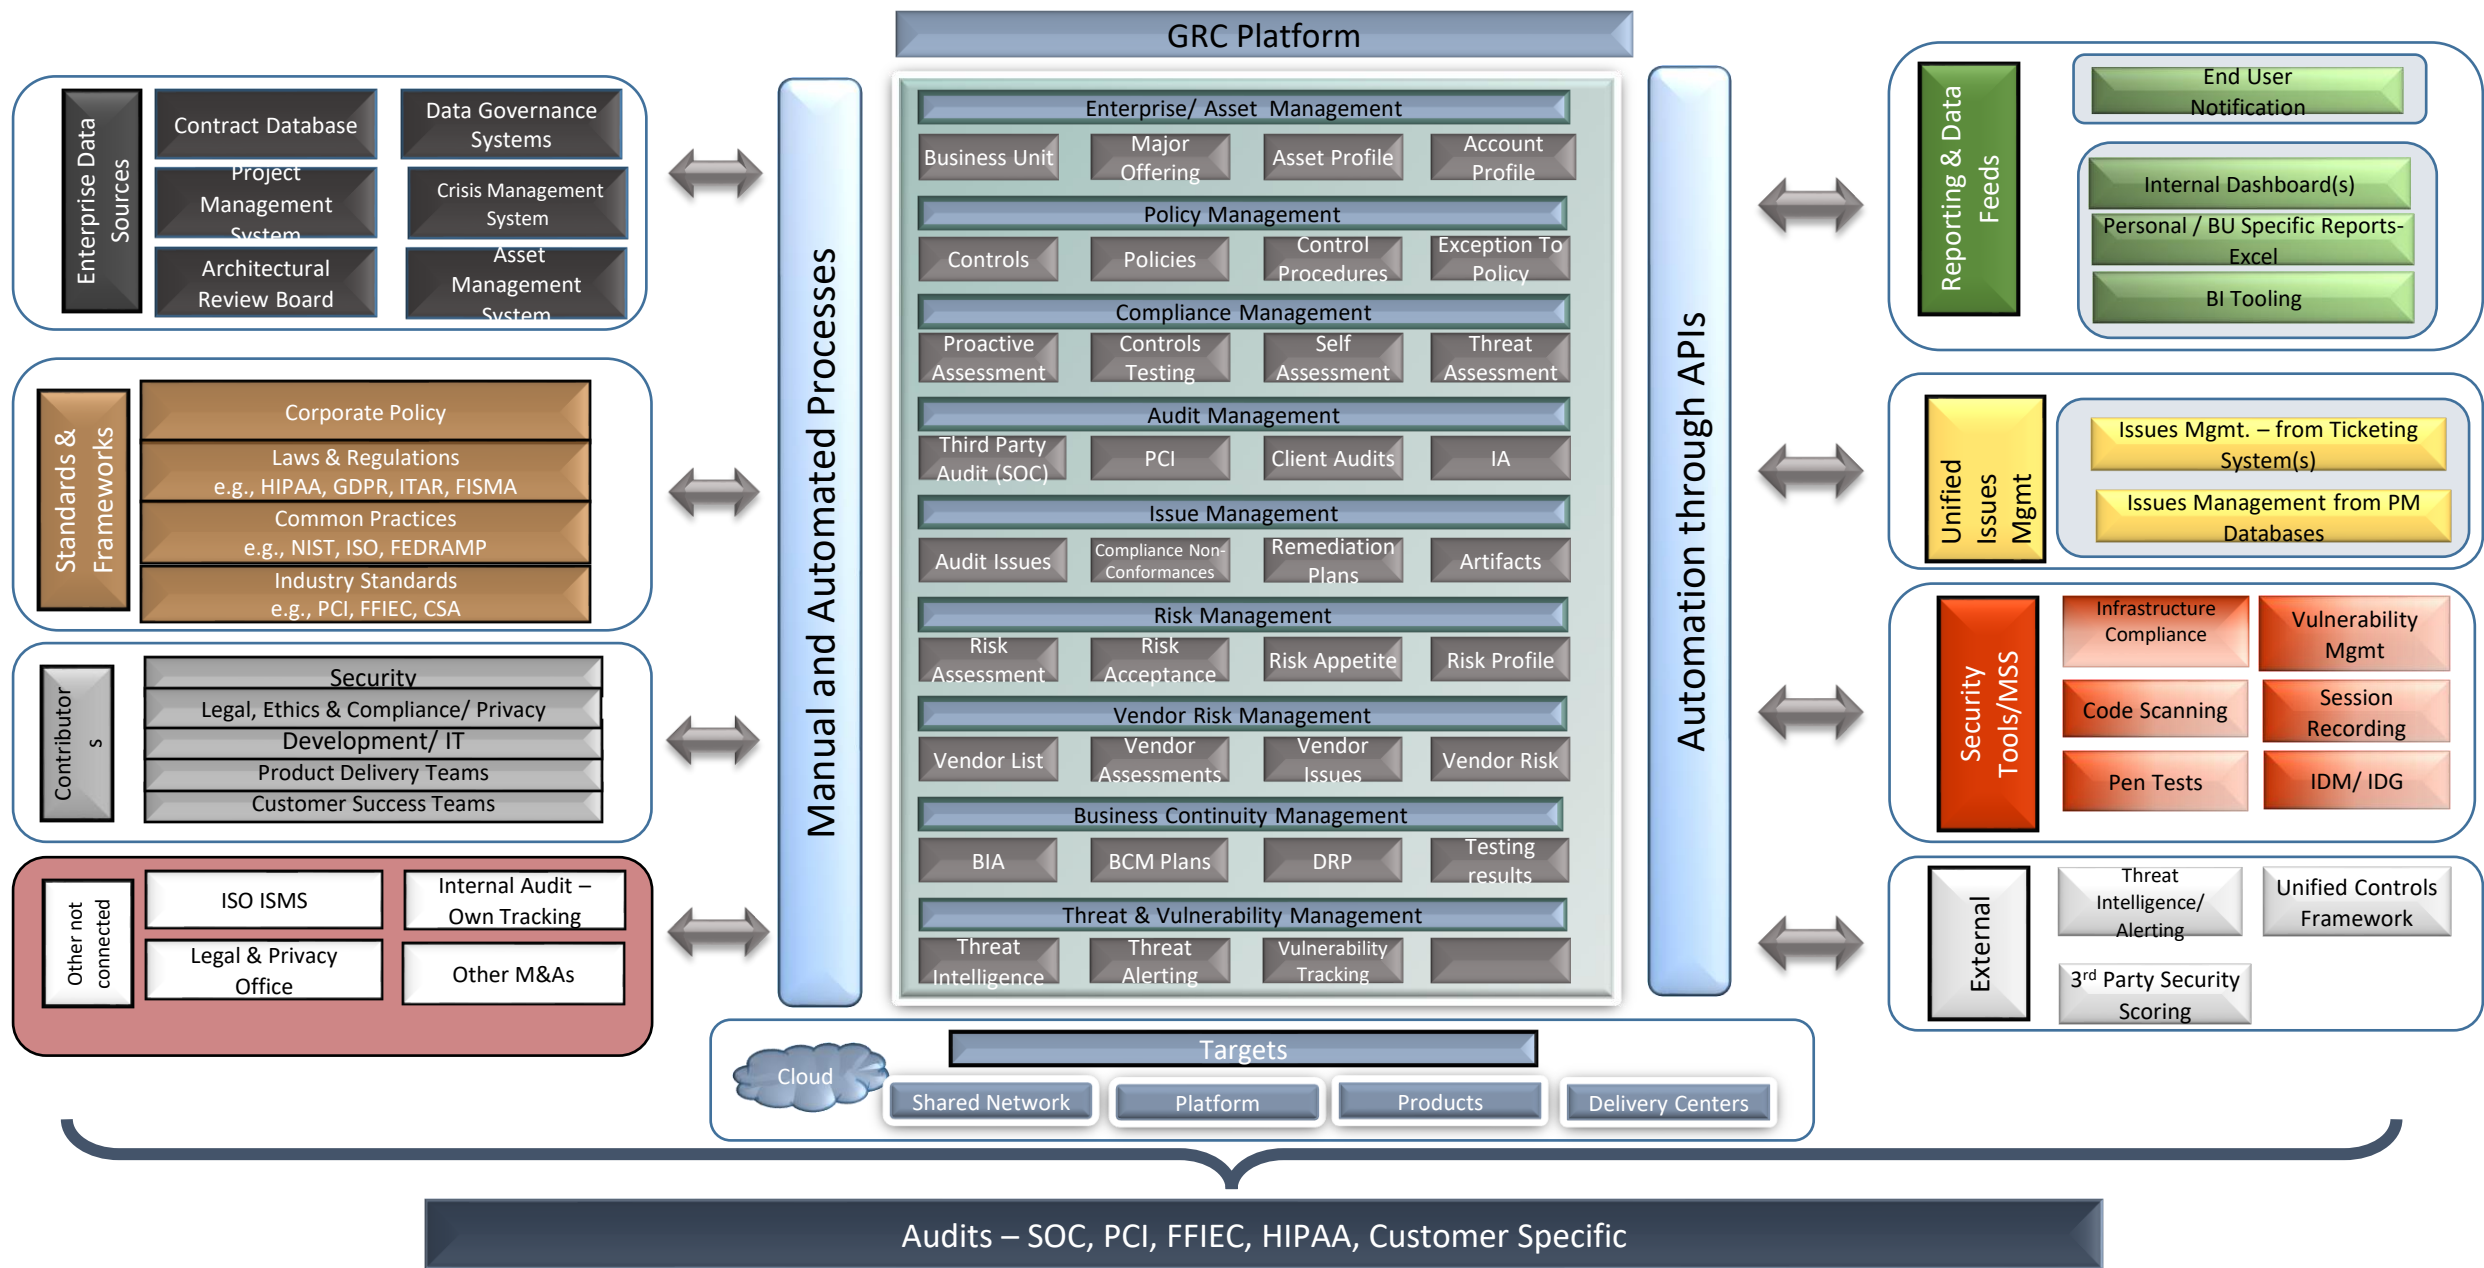 GRC Platform
Enterprise Data
Sources
Contract Database
Data Governance
Systems
Project
Management
System
Crisis Management
System
Architectural
Review Board
Asset
Management
System
Standards &
Frameworks
Corporate Policy
Laws & Regulations
e.g., HIPAA, GDPR, ITAR, FISMA
Common Practices
e.g., NIST, ISO, FEDRAMP
Industry Standards
e.g., PCI, FFIEC, CSA
Contributor
s
Security
Legal, Ethics & Compliance/ Privacy
Development/ IT
Product Delivery Teams
Customer Success Teams
Other not
connected
ISO ISMS
Internal Audit –
Own Tracking
Legal & Privacy
Office
Other M&As
Manual and Automated Processes
Enterprise/ Asset  Management
Business Unit
Major
Offering
Asset Profile
Account
Profile
Policy Management
Controls
Policies
Control
Procedures
Exception To
Policy
Compliance Management
Proactive
Assessment
Controls
Testing
Self
Assessment
Threat
Assessment
Audit Management
Third Party
Audit (SOC)
PCI
Client Audits
IA
Issue Management
Audit Issues
Compliance Non-
Conformances
Remediation
Plans
Artifacts
Risk Management
Risk
Assessment
Risk
Acceptance
Risk Appetite
Risk Profile
Vendor Risk Management
Vendor List
Vendor
Assessments
Vendor
Issues
Vendor Risk
Business Continuity Management
BIA
BCM Plans
DRP
Testing
results
Threat & Vulnerability Management
Threat
Intelligence
Threat
Alerting
Vulnerability
Tracking
Automation through APIs
Reporting & Data
Feeds
End User
Notification
Internal Dashboard(s)
Personal / BU Specific Reports-
Excel
BI Tooling
Unified
Issues
Mgmt
Issues Mgmt. – from Ticketing
System(s)
Issues Management from PM
Databases
Security
Tools/MSS
Infrastructure
Compliance
Vulnerability
Mgmt
Code Scanning
Session
Recording
Pen Tests
IDM/ IDG
External
Threat
Intelligence/
Alerting
Unified Controls
Framework
3rd Party Security
Scoring
Targets
Cloud
Shared Network
Platform
Products
Delivery Centers
Audits – SOC, PCI, FFIEC, HIPAA, Customer Specific